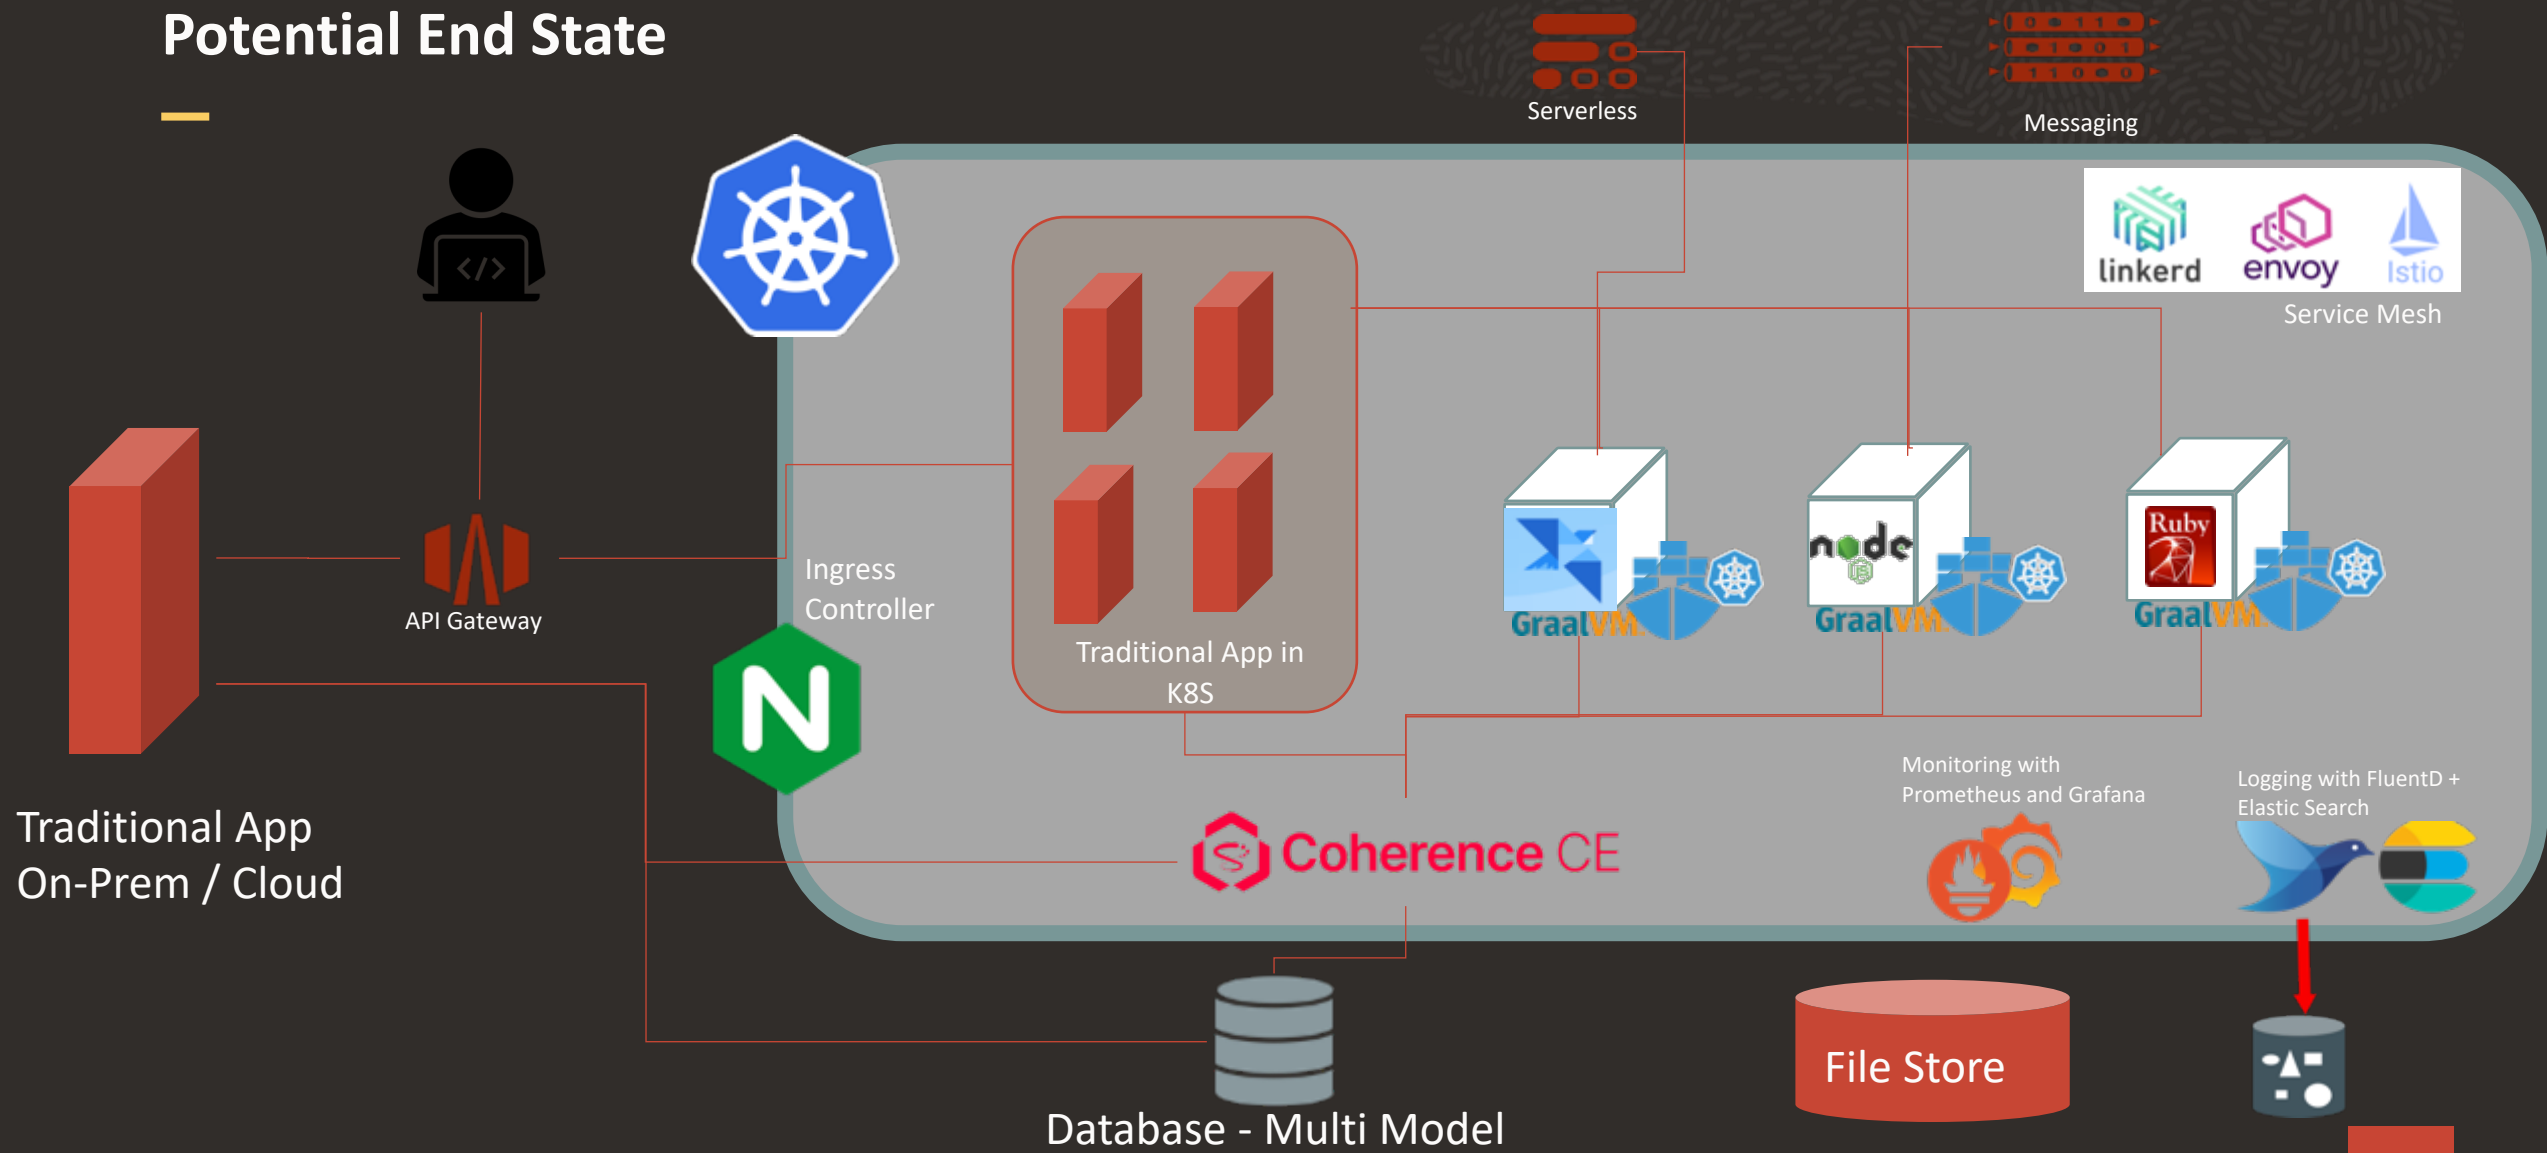 Potential End State
Serverless
Messaging
linkerd
envoy
Istio
Service Mesh
</>
API Gateway
Ingress
Controller
N
Traditional App in
K8S
node
JS
Ruby
GraalVM
GraalVM
GraalVM
Traditional App
On-Prem / Cloud
Monitoring with
Prometheus and Grafana
Logging with FluentD +
Elastic Search
Coherence CE
File Store
Database - Multi Model